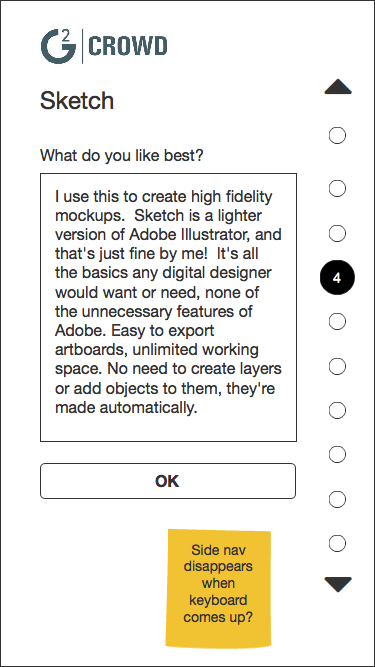 G2 CROWD
Sketch
What do you like best?
I use this to create high fidelity
mockups.  Sketch is a lighter
version of Adobe Illustrator, and
that's just fine by me!  It's all
the basics any digital designer
would want or need, none of
the unnecessary features of
Adobe. Easy to export
artboards, unlimited working
space. No need to create layers
or add objects to them, they're
made automatically.
4
OK
Side nav
disappears
when
keyboard
comes up?